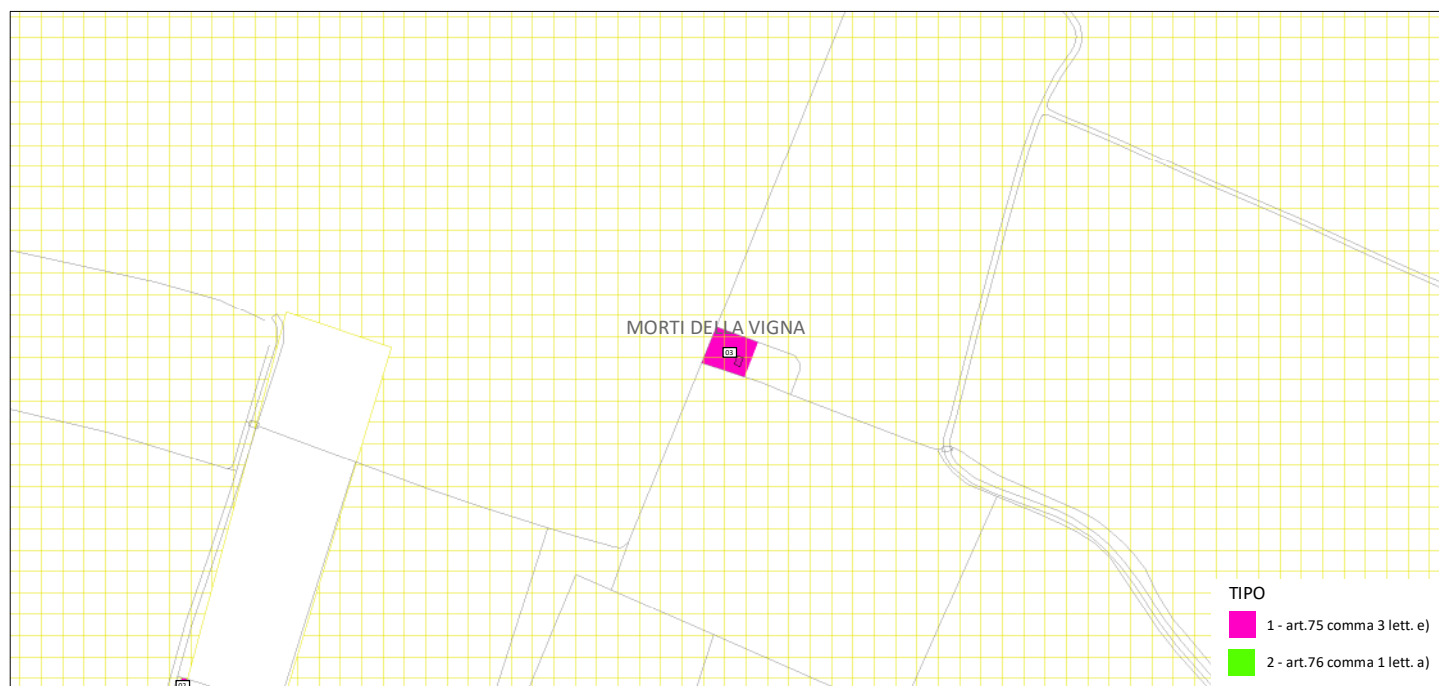 MORTI DELLA VIGNA
03
TIPO
1 - art.75 comma 3 lett. e)
2 - art.76 comma 1 lett. a)